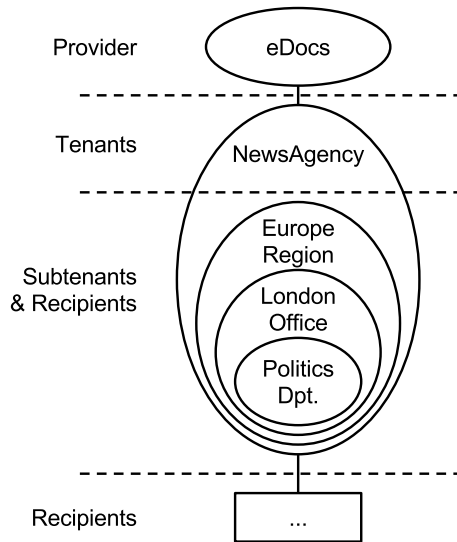 Provider
eDocs
Tenants
NewsAgency
Europe
Region
Subtenants
& Recipients
London
Office
Politics
Dpt.
Recipients
...